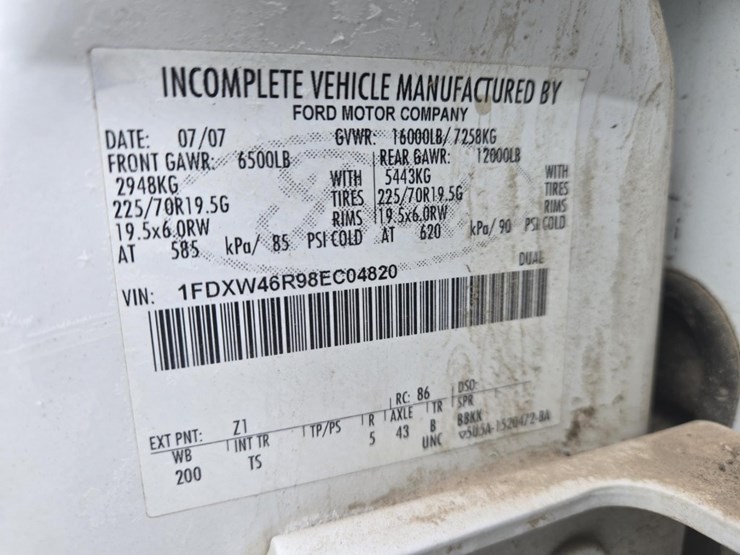 INCOMPLETE VEHICLE MANUFACTURED BY
FORD MOTOR COMPANY
DATE: 07/07 GVWR: 16000LB/7258KG
FRONT GAWR: 6500LB REAR GAWR: 12000LB
2948KG WITH 5443KG WITH
225/70R19.5G TIRES 225/70R19.5G TIRES
19.5x6.0RW RIMS 19.5x6.0RW RIMS
AT 585 kPa/ 85 PSI COLD AT 620 kPa/ 90 PSI COLD
DUAL
VIN: 1FDXW46R98EC04820
EXT PNT: Z1 RC: 86 DSO:
WB INT TR TP/PS R AXLE TR SPR
200 TS 5 43 B BBKK
UNC